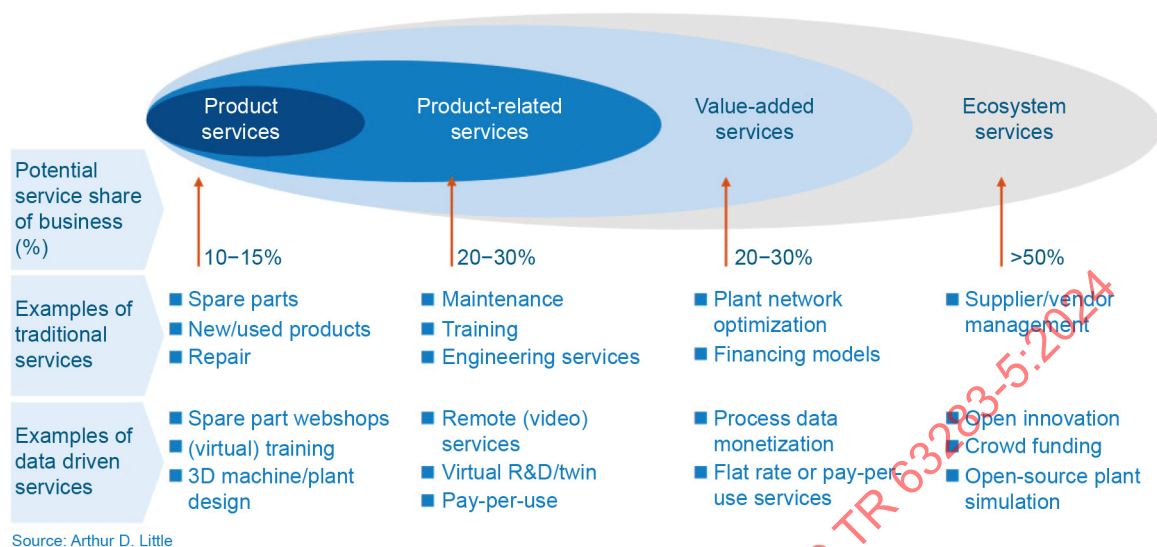 Product
services
Product-related
services
Value-added
services
Ecosystem
services
Potential
service share
of business
(%)
10–15%
20–30%
20–30%
>50%
Examples of
traditional
services
Spare parts
New/used products
Repair
Maintenance
Training
Engineering services
Plant network
optimization
Financing models
Supplier/vendor
management
Examples of
data driven
services
Spare part webshops
(virtual) training
3D machine/plant
design
Remote (video)
services
Virtual R&D/twin
Pay-per-use
Process data
monetization
Flat rate or pay-per-
use services
Open innovation
Crowd funding
Open-source plant
simulation
TR 63283-5:2024
Source: Arthur D. Little